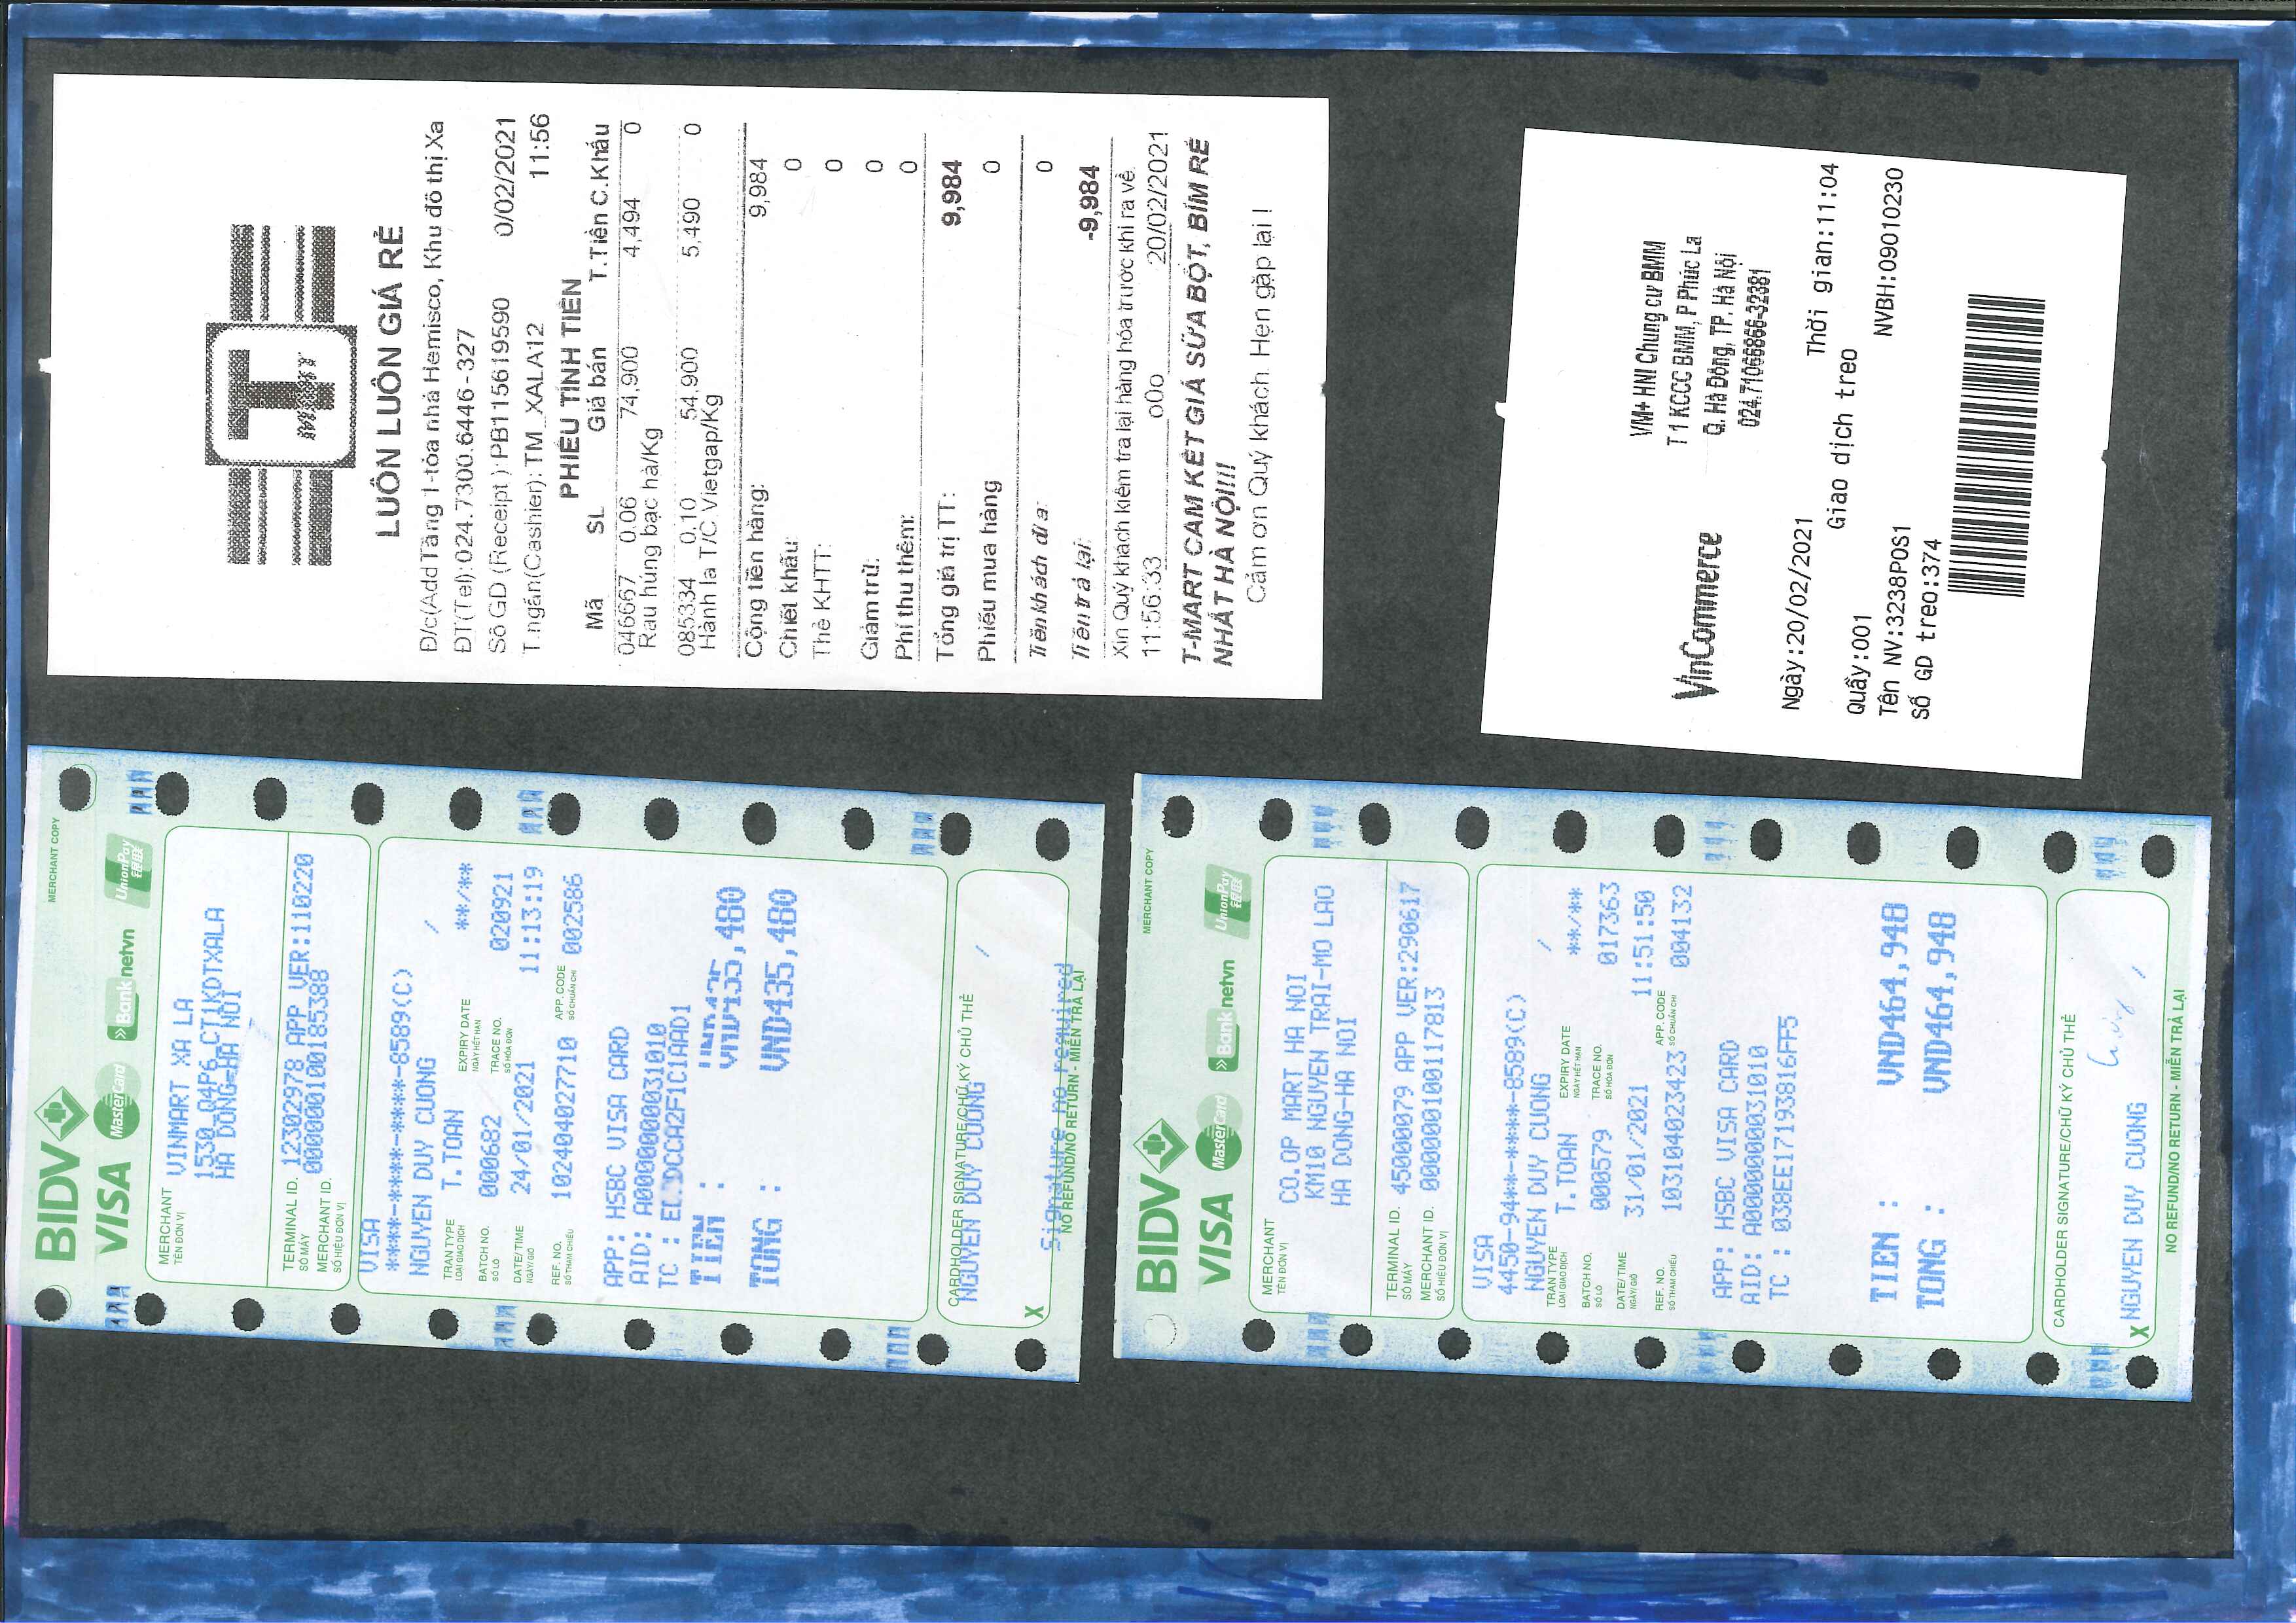 T
MART
LUÔN LUÔN GIÁ RẺ
Đ/c(Add Tầng 1-tòa nhà Hemisco, Khu đô thị Xa
ĐT(Tel):024.7300.6446 - 327
Số GD (Receipt ):PB11561 9590 0/02/2021
T.ngân(Cashier): TM_XALA12 11:56
PHIẾU TÍNH TIỀN
Mã SL Giá bán T.Tiền C.Khấu
046667 0.06 74,900 4,494 0
Rau húng bạc hà/Kg
085334 0.10 54,900 5,490 0
Hành lá T/C Vietgap/Kg
Cộng tiền hàng: 9,984
Chiết khấu: 0
Thẻ KHTT: 0
Giảm trừ: 0
Phí thu thêm: 0
Tổng giá trị TT: 9,984
Phiếu mua hàng 0
Tiền khách đưa: 0
Tiền trả lại: -9,984
Xin Quý khách kiểm tra lại hàng hóa trước khi ra về.
11:56:33 oOo 20/02/2021
T-MART CAM KẾT GIÁ SỮA BỘT, BỈM RẺ
NHẤT HÀ NỘI!!!
Cảm ơn Quý khách. Hẹn gặp lại !
VM+ HNI Chung cư BMM
T1 KCCC BMM, P Phúc La
Q. Hà Đông, TP. Hà Nội
024.71066866-32381
VinCommerce
Ngày:20/02/2021 Thời gian:11:04
Giao dịch treo
Quầy:001
Tên NV:3238POS1 NVBH:09010230
Số GD treo:374
MERCHANT COPY
BIDV
VISA MasterCard Banknetvn UnionPay 银联
MERCHANT
TÊN ĐƠN VỊ
VINMART XA LA
1530_04P6_CT1KDTXALA
HA DONG-HA NOI
TERMINAL ID. 12302978 APP VER:110220
SỐ MÁY
MERCHANT ID. 000000010018538B
SỐ HIỆU ĐƠN VỊ
VISA
****-****-****-8589(C)
NGUYEN DUY CUONG /
TRAN TYPE T.TOAN EXPIRY DATE **/**
LOẠI GIAO DỊCH NGÀY HẾT HẠN
BATCH NO. 000682 TRACE NO. 020921
SỐ LÔ SỐ HÓA ĐƠN
DATE/TIME 24/01/2021 11:13:19
NGÀY/GIỜ
REF. NO. 102404027710 APP. CODE 002586
SỐ THAM CHIẾU SỐ CHUẨN CHI
APP: HSBC VISA CARD
AID: A0000000031010
TIEN : VND435,480
TONG : VND435,480
CARDHOLDER SIGNATURE/CHỮ KÝ CHỦ THẺ
NGUYEN DUY CUONG /
X
Signature no required
NO REFUND/NO RETURN - MIỄN TRẢ LẠI
MERCHANT COPY
BIDV
VISA MasterCard Banknetvn UnionPay 银联
MERCHANT
TÊN ĐƠN VỊ
CO.OP MART HA NOI
KM10 NGUYEN TRAI-MO LAO
HA DONG-HA NOI
TERMINAL ID. 45000079 APP VER:290617
SỐ MÁY
MERCHANT ID. 0000000100117813
SỐ HIỆU ĐƠN VỊ
VISA
4450-94**-****-8589(C)
NGUYEN DUY CUONG /
TRAN TYPE T.TOAN EXPIRY DATE **/**
LOẠI GIAO DỊCH NGÀY HẾT HẠN
BATCH NO. 000579 TRACE NO. 017363
SỐ LÔ SỐ HÓA ĐƠN
DATE/TIME 31/01/2021 11:51:50
NGÀY/GIỜ
REF. NO. 103104023423 APP. CODE 004132
SỐ THAM CHIẾU SỐ CHUẨN CHI
APP: HSBC VISA CARD
AID: A0000000031010
TC : 038EE17193816FF5
TIEN : VND464,948
TONG : VND464,948
CARDHOLDER SIGNATURE/CHỮ KÝ CHỦ THẺ
X NGUYEN DUY CUONG /
NO REFUND/NO RETURN - MIỄN TRẢ LẠI